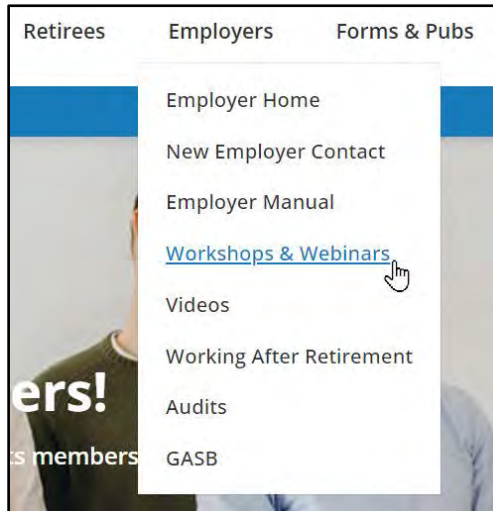 Retirees Employers Forms & Pubs
Employer Home
New Employer Contact
Employer Manual
Workshops & Webinars
Videos
Working After Retirement
ers!
Audits
members
GASB